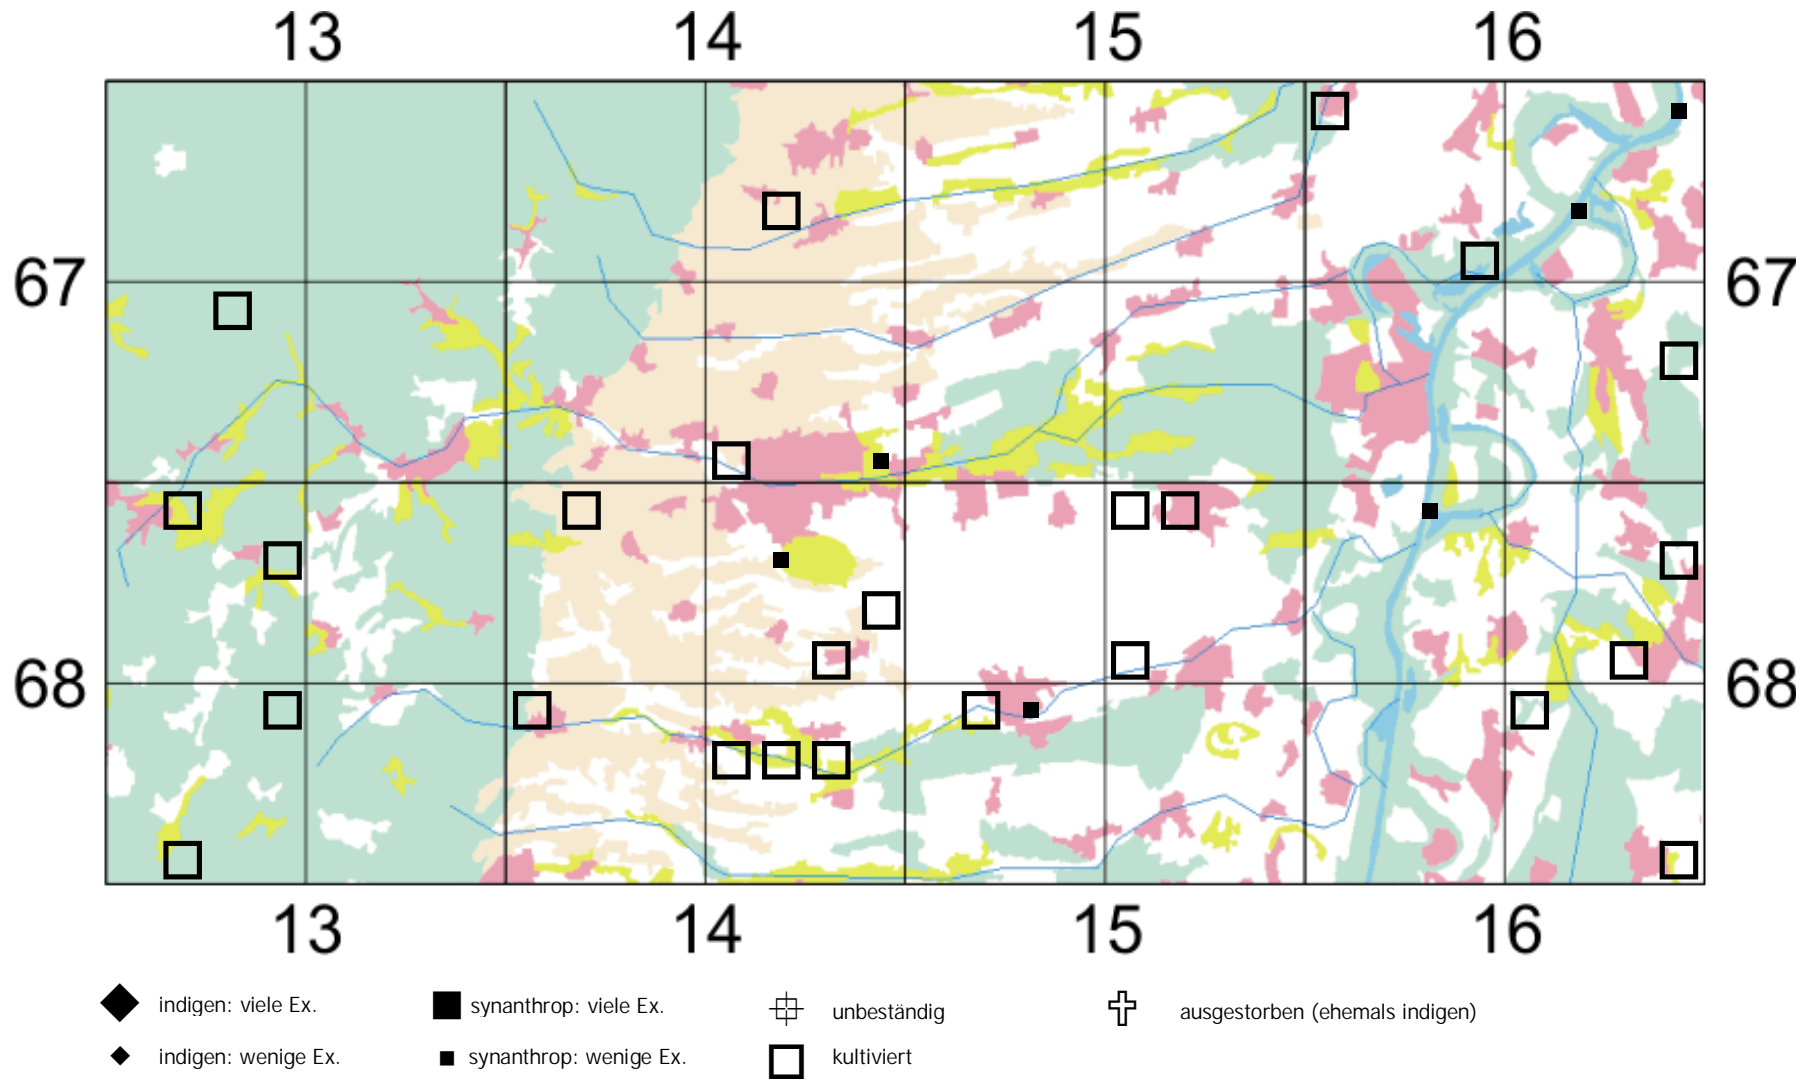 13 14 15 16
67 67
68 68
13 14 15 16
indigen: viele Ex. synanthrop: viele Ex. unbeständig ausgestorben (ehemals indigen)
indigen: wenige Ex. synanthrop: wenige Ex. kultiviert